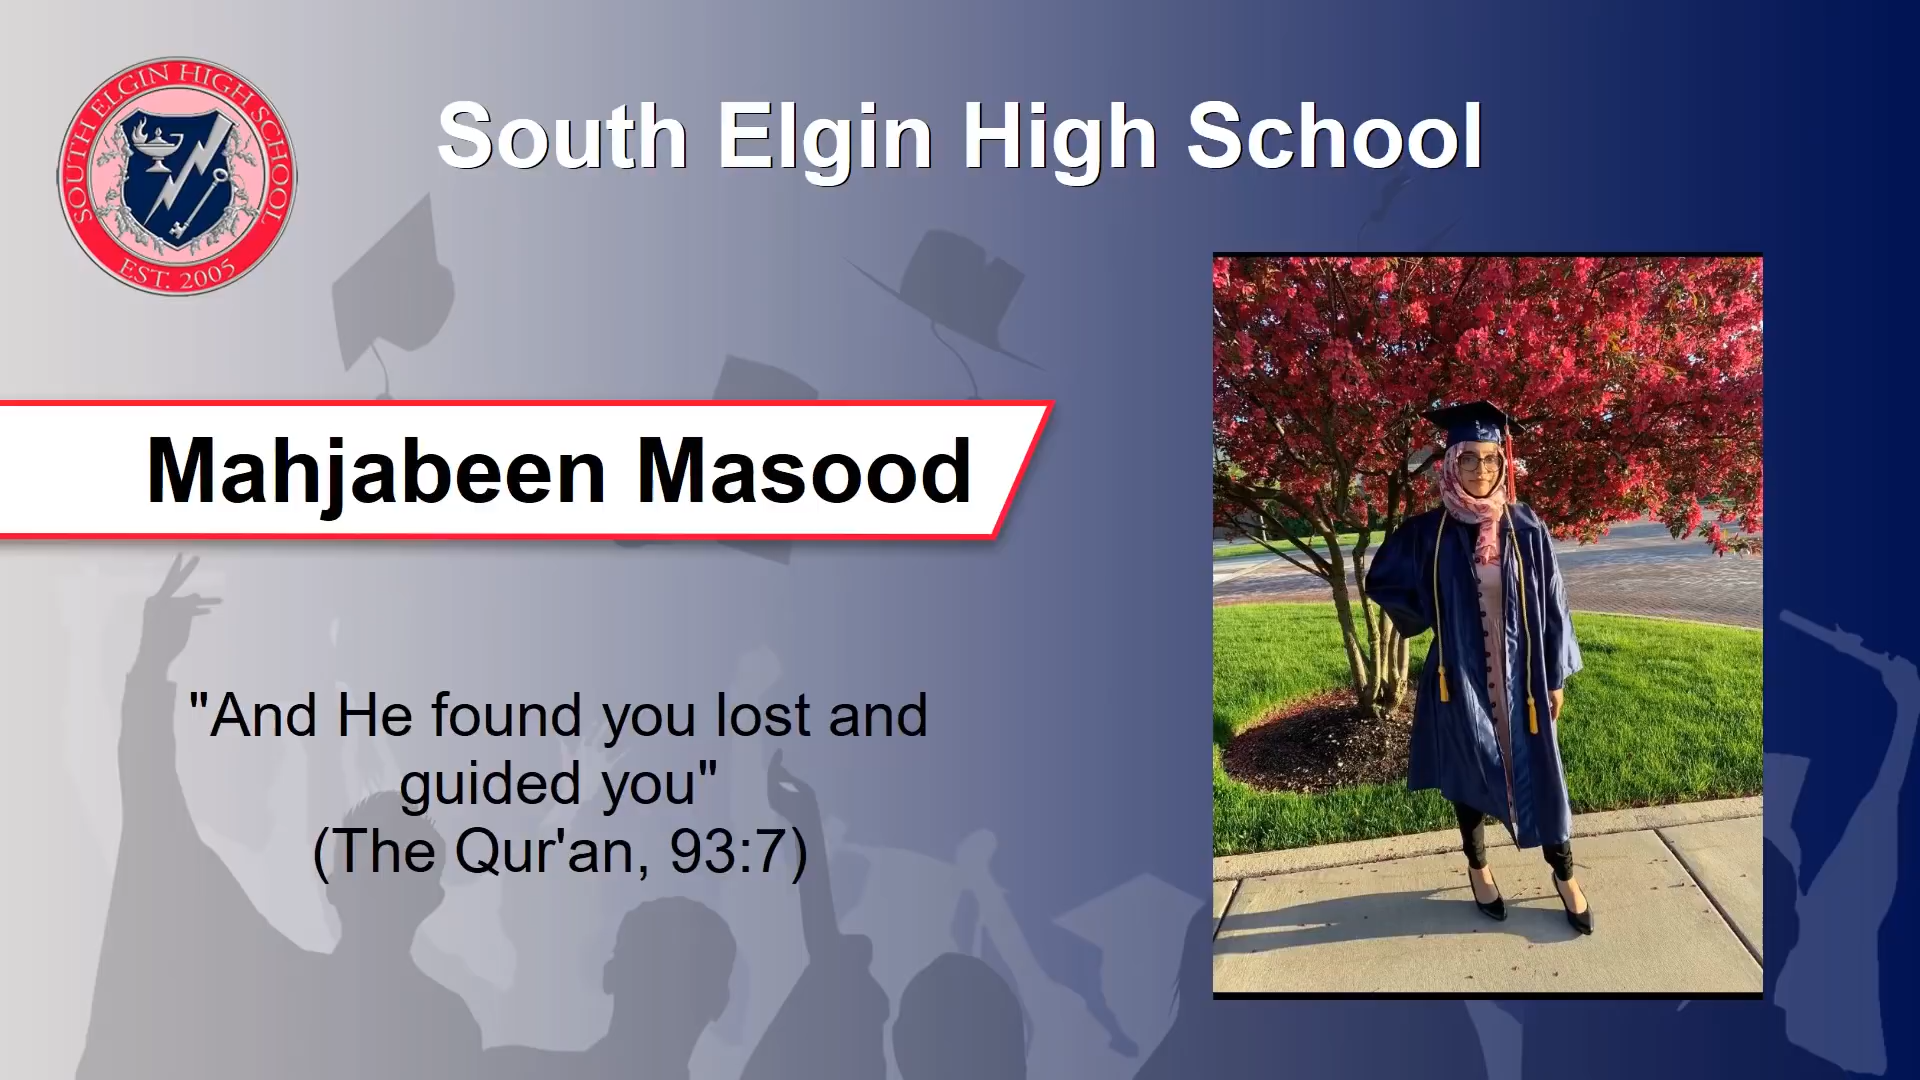 SOUTH ELGIN HIGH SCHOOL
EST. 2005
South Elgin High School
Mahjabeen Masood
"And He found you lost and
guided you"
(The Qur'an, 93:7)